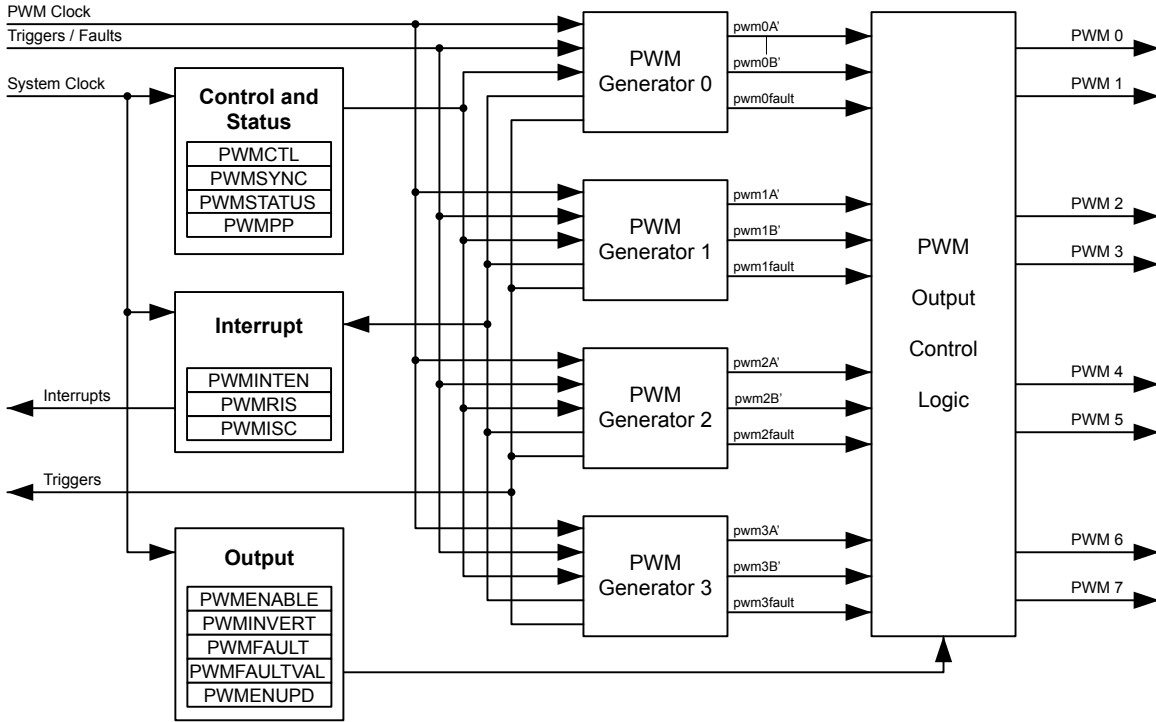 PWM Clock
Triggers / Faults
System Clock
Control and
Status
PWMCTL
PWMSYNC
PWMSTATUS
PWMPP
Interrupt
PWMINTEN
PWMRIS
PWMISC
Interrupts
Triggers
Output
PWMENABLE
PWMINVERT
PWMFAULT
PWMFAULTVAL
PWMENUPD
PWM
Generator 0
pwm0A’
pwm0B’
pwm0fault
PWM
Generator 1
pwm1A’
pwm1B’
pwm1fault
PWM
Generator 2
pwm2A’
pwm2B’
pwm2fault
PWM
Generator 3
pwm3A’
pwm3B’
pwm3fault
PWM
Output
Control
Logic
PWM 0
PWM 1
PWM 2
PWM 3
PWM 4
PWM 5
PWM 6
PWM 7